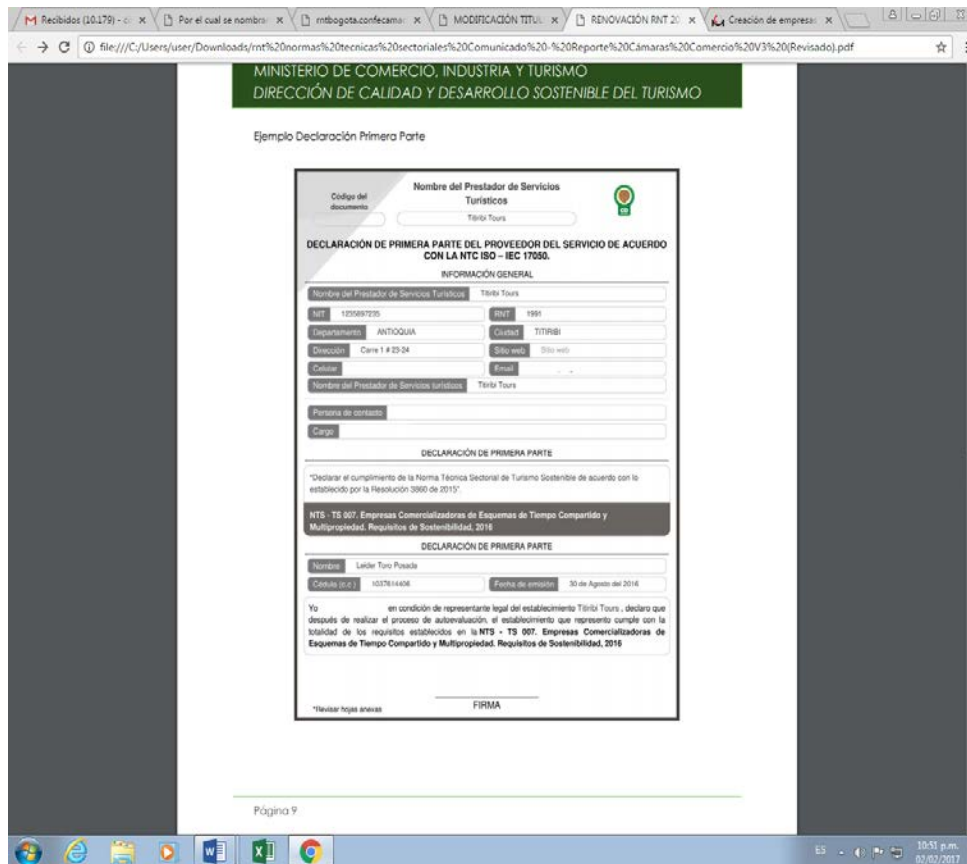 Recibidos (10.179) - ci
Por el cual se nombra
rntbogota.confecamar
MODIFICACIÓN TITUL
RENOVACIÓN RNT 20
Creación de empresa
file:///C:/Users/user/Downloads/rnt%20normas%20tecnicas%20sectoriales%20Comunicado%20-%20Reporte%20Cámaras%20Comercio%20V3%20(Revisado).pdf
MINISTERIO DE COMERCIO, INDUSTRIA Y TURISMO
DIRECCIÓN DE CALIDAD Y DESARROLLO SOSTENIBLE DEL TURISMO
Ejemplo Declaración Primera Parte
Código del
documento
Nombre del Prestador de Servicios
Turísticos
Titiribi Tours
DECLARACIÓN DE PRIMERA PARTE DEL PROVEEDOR DEL SERVICIO DE ACUERDO
CON LA NTC ISO – IEC 17050.
INFORMACIÓN GENERAL
Nombre del Prestador de Servicios Turísticos Titiribi Tours
NIT 1235897235 RNT 1991
Departamento ANTIOQUIA Ciudad TITIRIBI
Dirección Carre 1 # 23-24 Sitio web Sitio web
Celular Email
Nombre del Prestador de Servicios turísticos Titiribi Tours
Persona de contacto
Cargo
DECLARACIÓN DE PRIMERA PARTE
"Declarar el cumplimiento de la Norma Técnica Sectorial de Turismo Sostenible de acuerdo con lo
establecido por la Resolución 3860 de 2015".
NTS - TS 007. Empresas Comercializadoras de Esquemas de Tiempo Compartido y
Multipropiedad. Requisitos de Sostenibilidad, 2016
DECLARACIÓN DE PRIMERA PARTE
Nombre Leider Toro Posada
Cédula (c.c ) 1037614406 Fecha de emisión 30 de Agosto del 2016
Yo en condición de representante legal del establecimiento Titiribi Tours , declaro que
después de realizar el proceso de autoevaluación, el establecimiento que represento cumple con la
totalidad de los requisitos establecidos en la NTS - TS 007. Empresas Comercializadoras de
Esquemas de Tiempo Compartido y Multipropiedad. Requisitos de Sostenibilidad, 2016
FIRMA
*Revisar hojas anexas
Página 9
ES
10:51 p.m.
02/02/2017